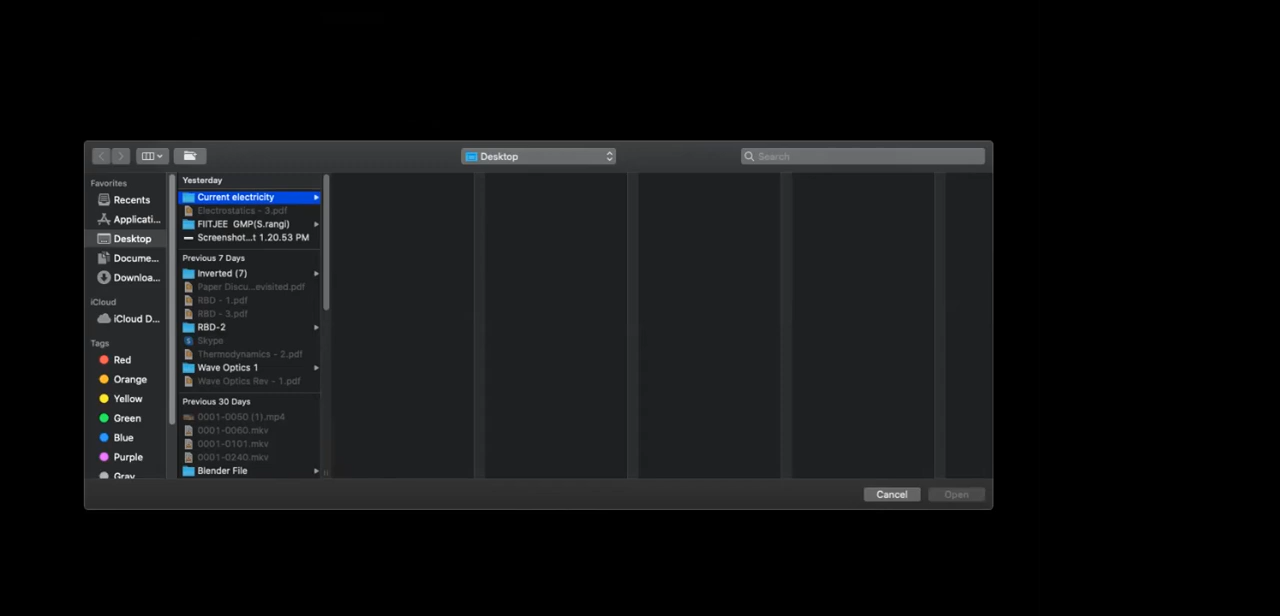 Desktop
Search
Favorites
Recents
Applicati...
Desktop
Docume...
Downloa...
iCloud
iCloud D...
Tags
Red
Orange
Yellow
Green
Blue
Purple
Gray
Yesterday
Current electricity
Electrostatics - 3.pdf
FIITJEE GMP(S.rangi)
Screenshot...t 1.20.53 PM
Previous 7 Days
Inverted (7)
Paper Discu...evisited.pdf
RBD - 1.pdf
RBD - 3.pdf
RBD-2
Skype
Thermodynamics - 2.pdf
Wave Optics 1
Wave Optics Rev - 1.pdf
Previous 30 Days
0001-0050 (1).mp4
0001-0060.mkv
0001-0101.mkv
0001-0240.mkv
Blender File
Cancel
Open